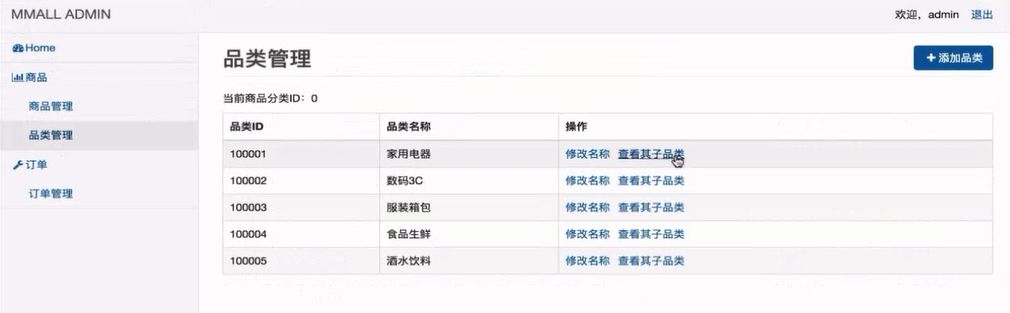 MMALL ADMIN
欢迎，admin 退出
Home
商品
商品管理
品类管理
订单
订单管理
品类管理
+添加品类
当前商品分类ID：0
品类ID 品类名称 操作
100001 家用电器 修改名称 查看其子品类
100002 数码3C 修改名称 查看其子品类
100003 服装箱包 修改名称 查看其子品类
100004 食品生鲜 修改名称 查看其子品类
100005 酒水饮料 修改名称 查看其子品类